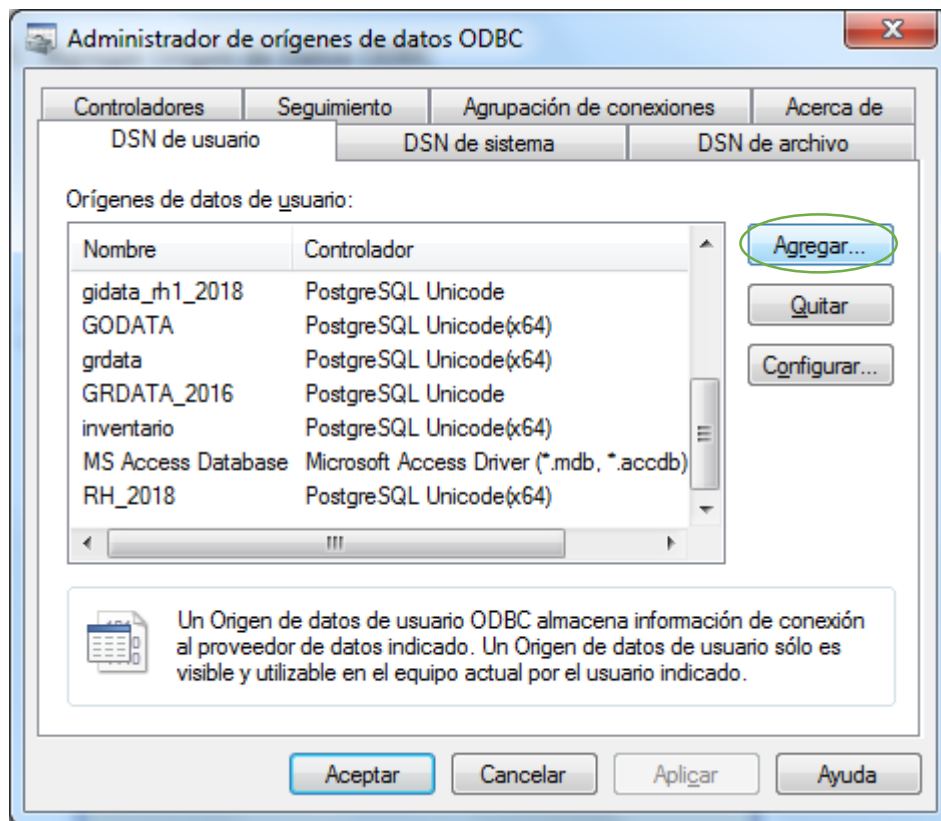 Administrador de orígenes de datos ODBC
Controladores Seguimiento Agrupación de conexiones Acerca de
DSN de usuario DSN de sistema DSN de archivo
Orígenes de datos de usuario:
Nombre Controlador
gidata_rh1_2018 PostgreSQL Unicode
GODATA PostgreSQL Unicode(x64)
grdata PostgreSQL Unicode(x64)
GRDATA_2016 PostgreSQL Unicode
inventario PostgreSQL Unicode(x64)
MS Access Database Microsoft Access Driver (*.mdb, *.accdb)
RH_2018 PostgreSQL Unicode(x64)
Agregar...
Quitar
Configurar...
Un Origen de datos de usuario ODBC almacena información de conexión
al proveedor de datos indicado. Un Origen de datos de usuario sólo es
visible y utilizable en el equipo actual por el usuario indicado.
Aceptar Cancelar Aplicar Ayuda